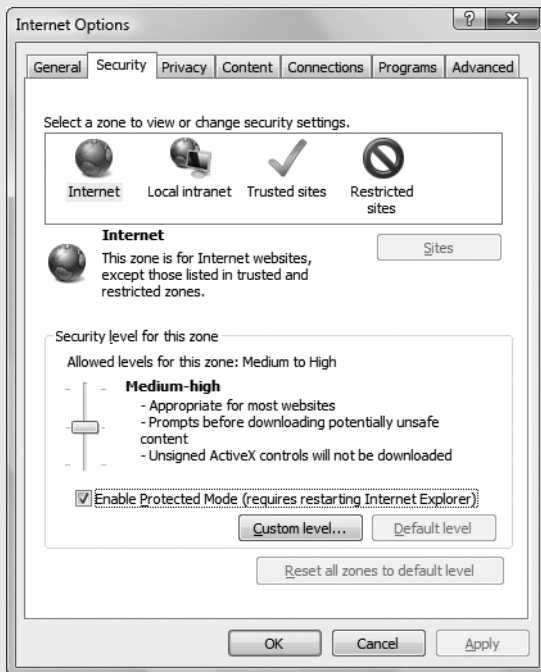 Internet Options
?
X
General Security Privacy Content Connections Programs Advanced
Select a zone to view or change security settings.
Internet Local intranet Trusted sites Restricted
sites
Internet
Sites
This zone is for Internet websites,
except those listed in trusted and
restricted zones.
Security level for this zone
Allowed levels for this zone: Medium to High
Medium-high
- Appropriate for most websites
- Prompts before downloading potentially unsafe
content
- Unsigned ActiveX controls will not be downloaded
Enable Protected Mode (requires restarting Internet Explorer)
Custom level... Default level
Reset all zones to default level
OK Cancel Apply